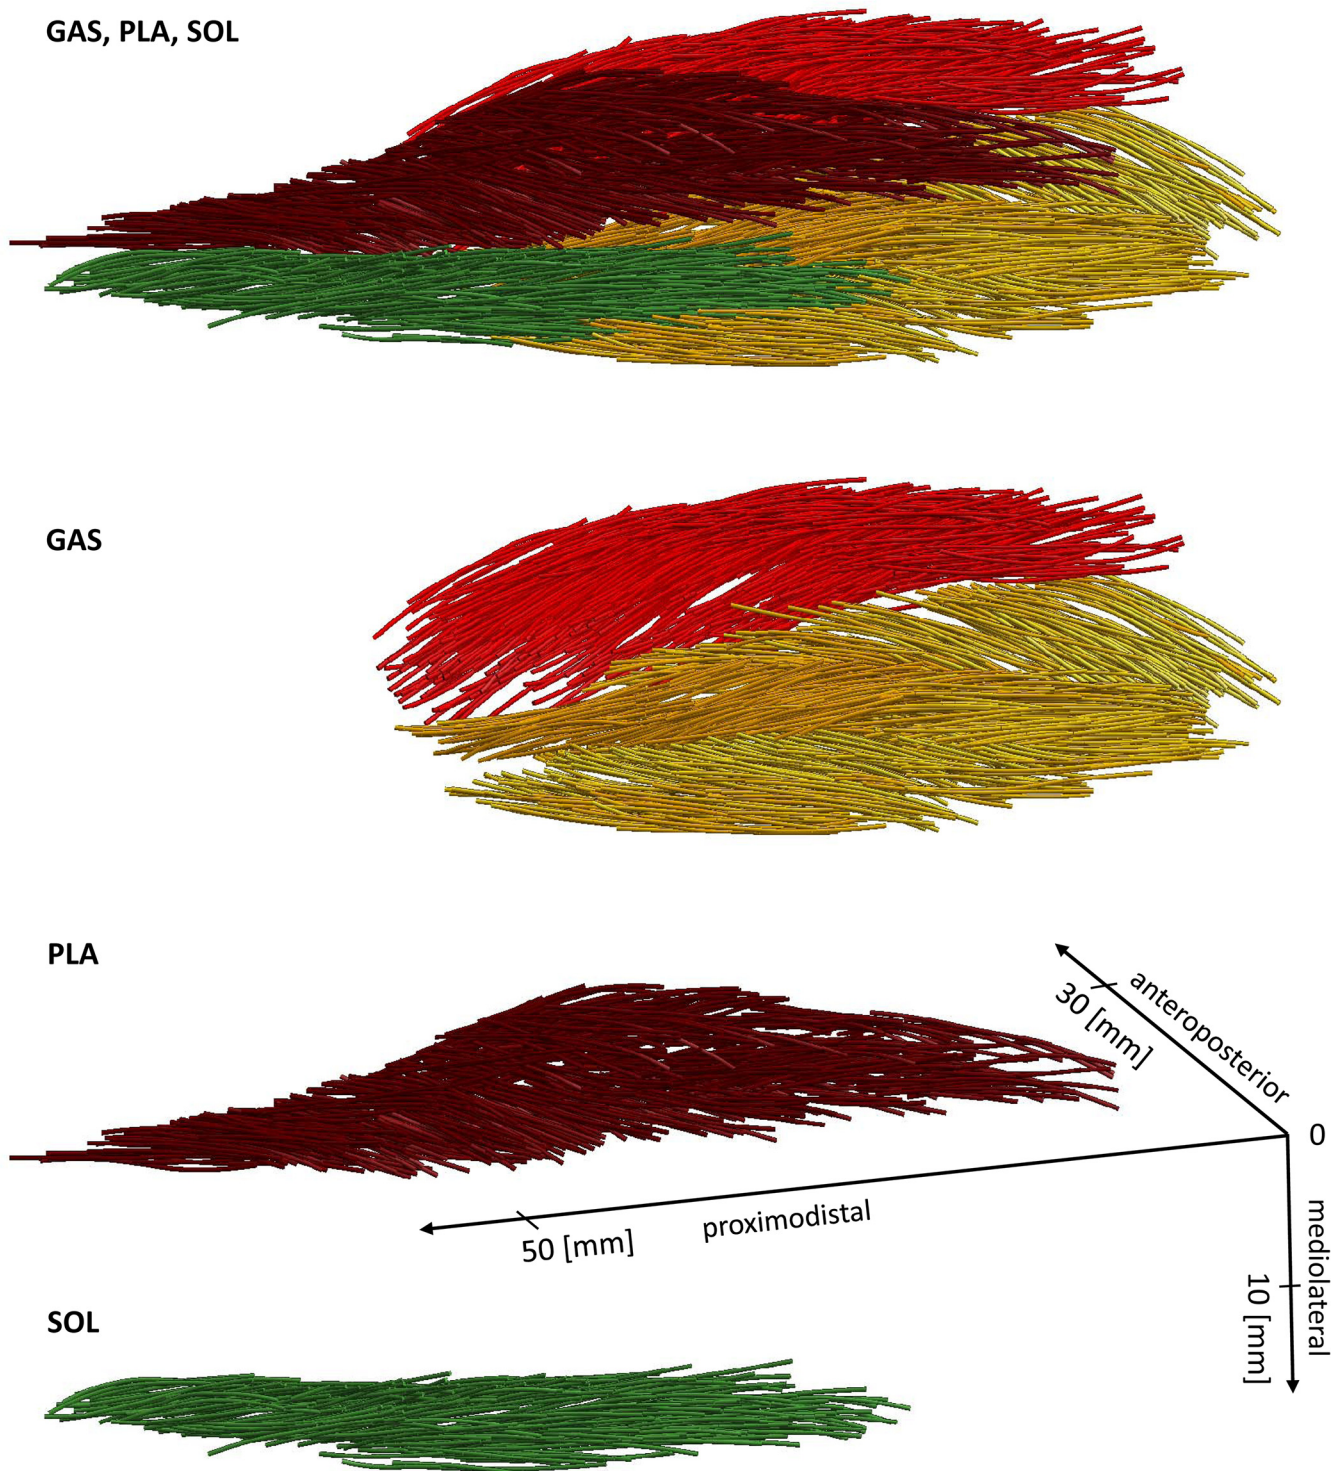 GAS, PLA, SOL
GAS
PLA
anteroposterior
30 [mm]
0
proximodistal
50 [mm]
mediolateral
10 [mm]
SOL